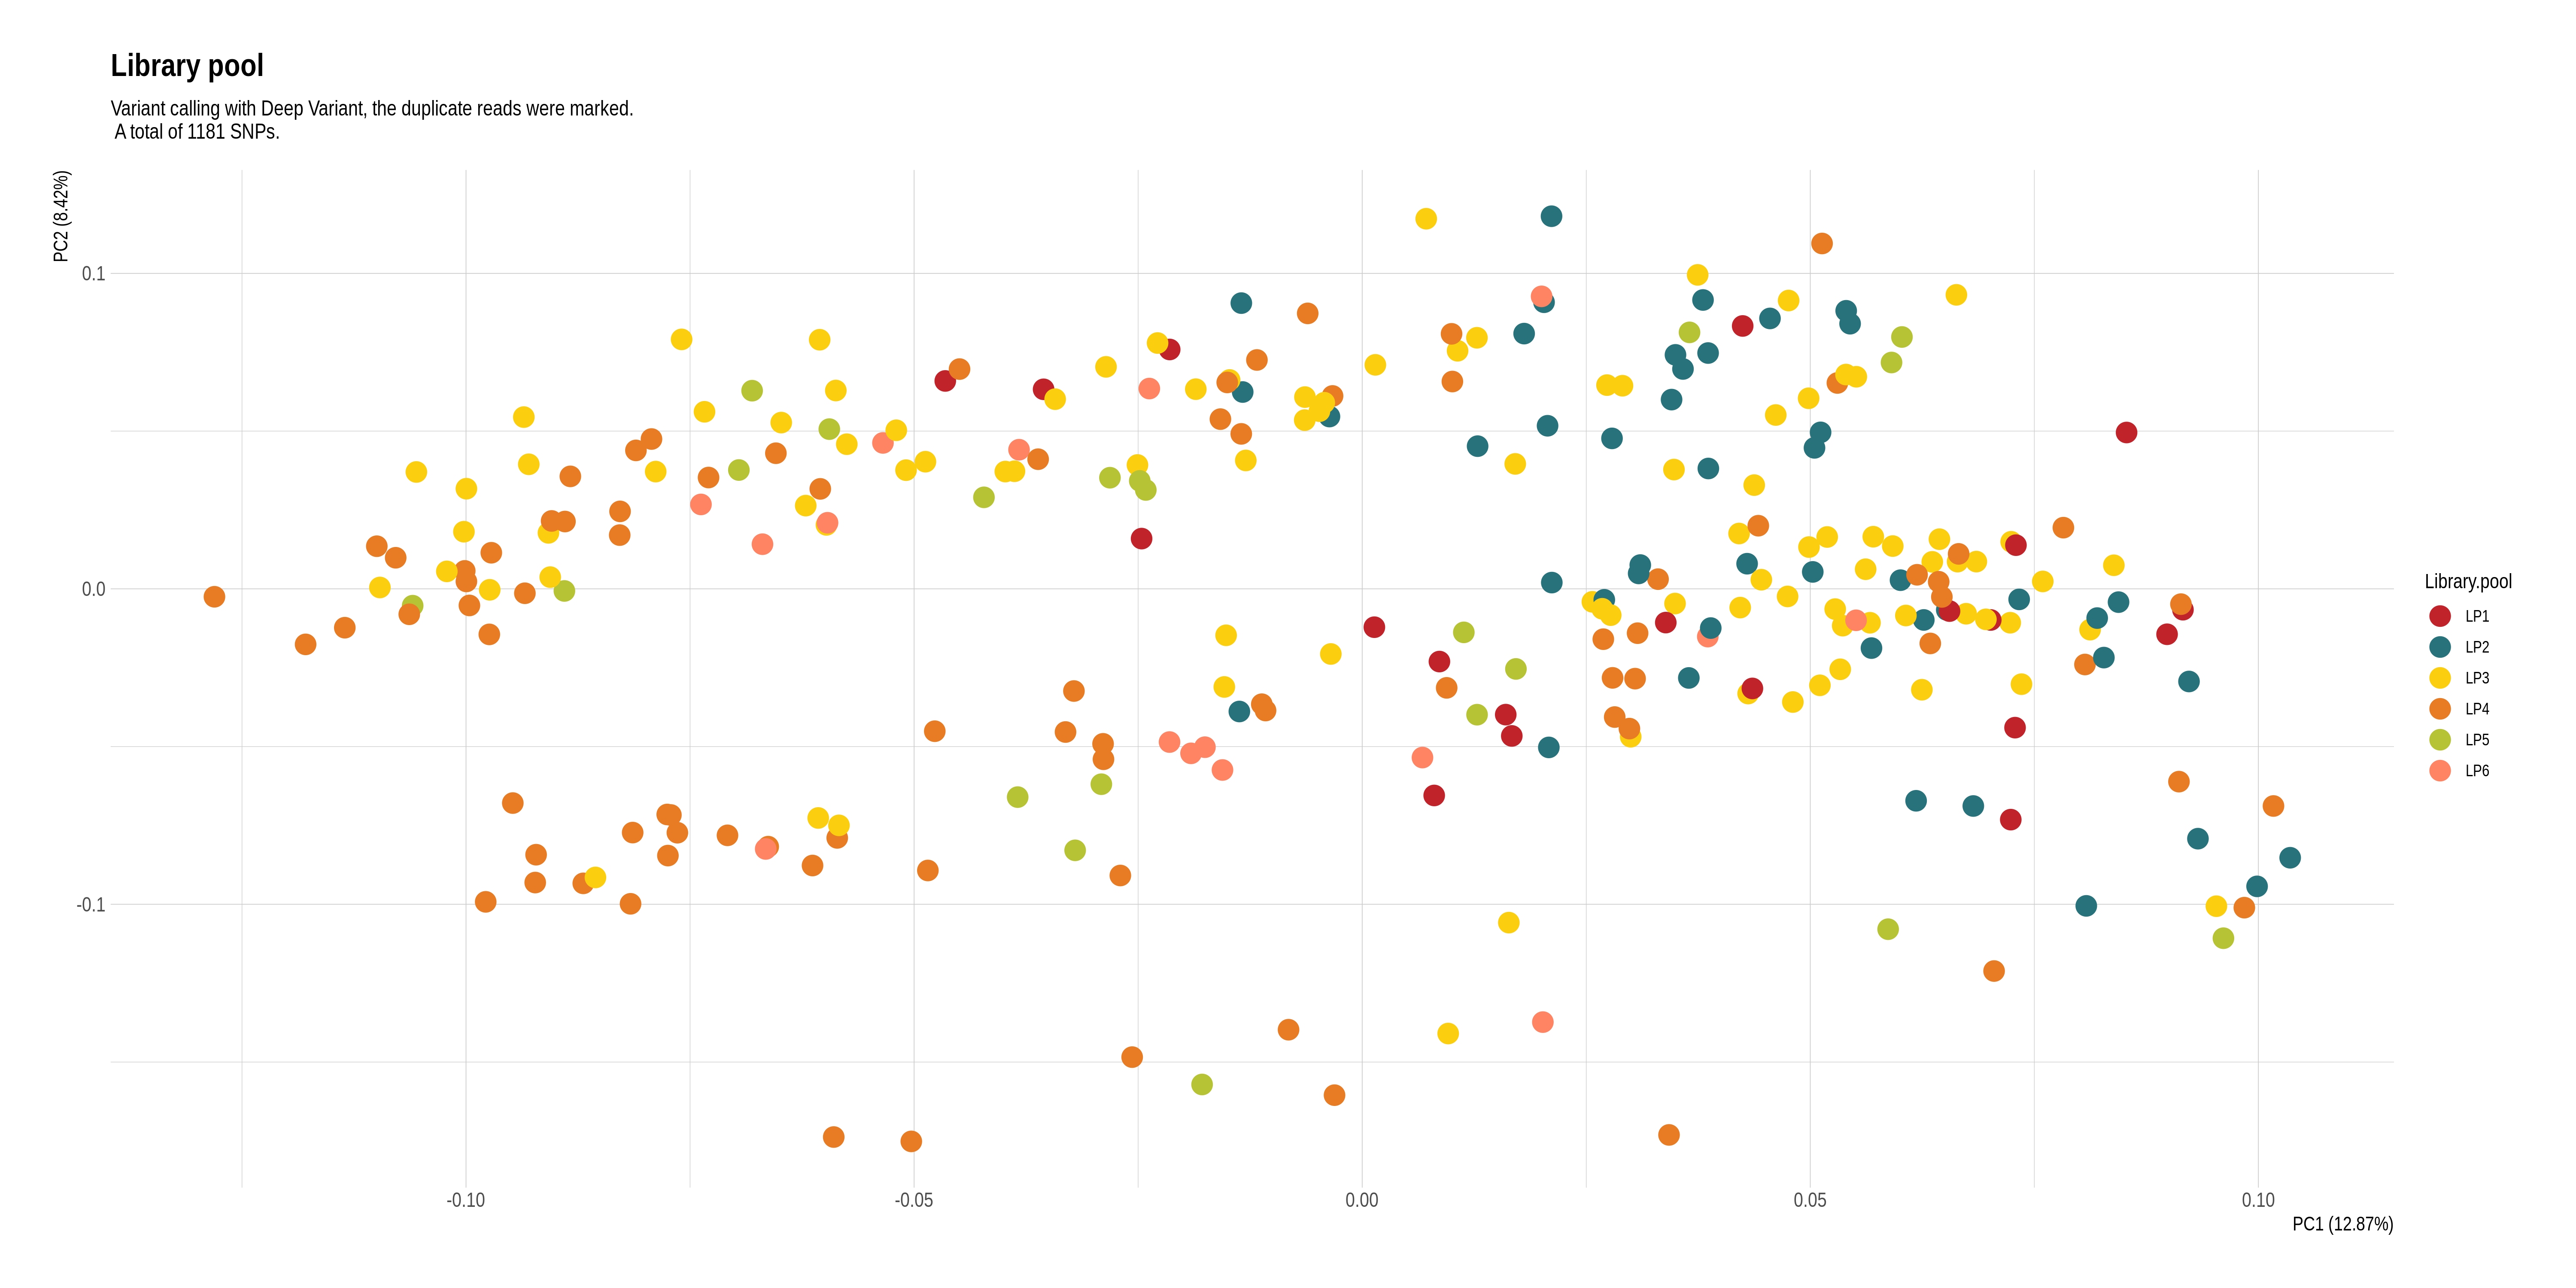 Library pool
Variant calling with Deep Variant, the duplicate reads were marked.
A total of 1181 SNPs.
PC2 (8.42%)
0.1
0.0
-0.1
-0.10
-0.05
0.00
0.05
0.10
PC1 (12.87%)
Library.pool
LP1
LP2
LP3
LP4
LP5
LP6